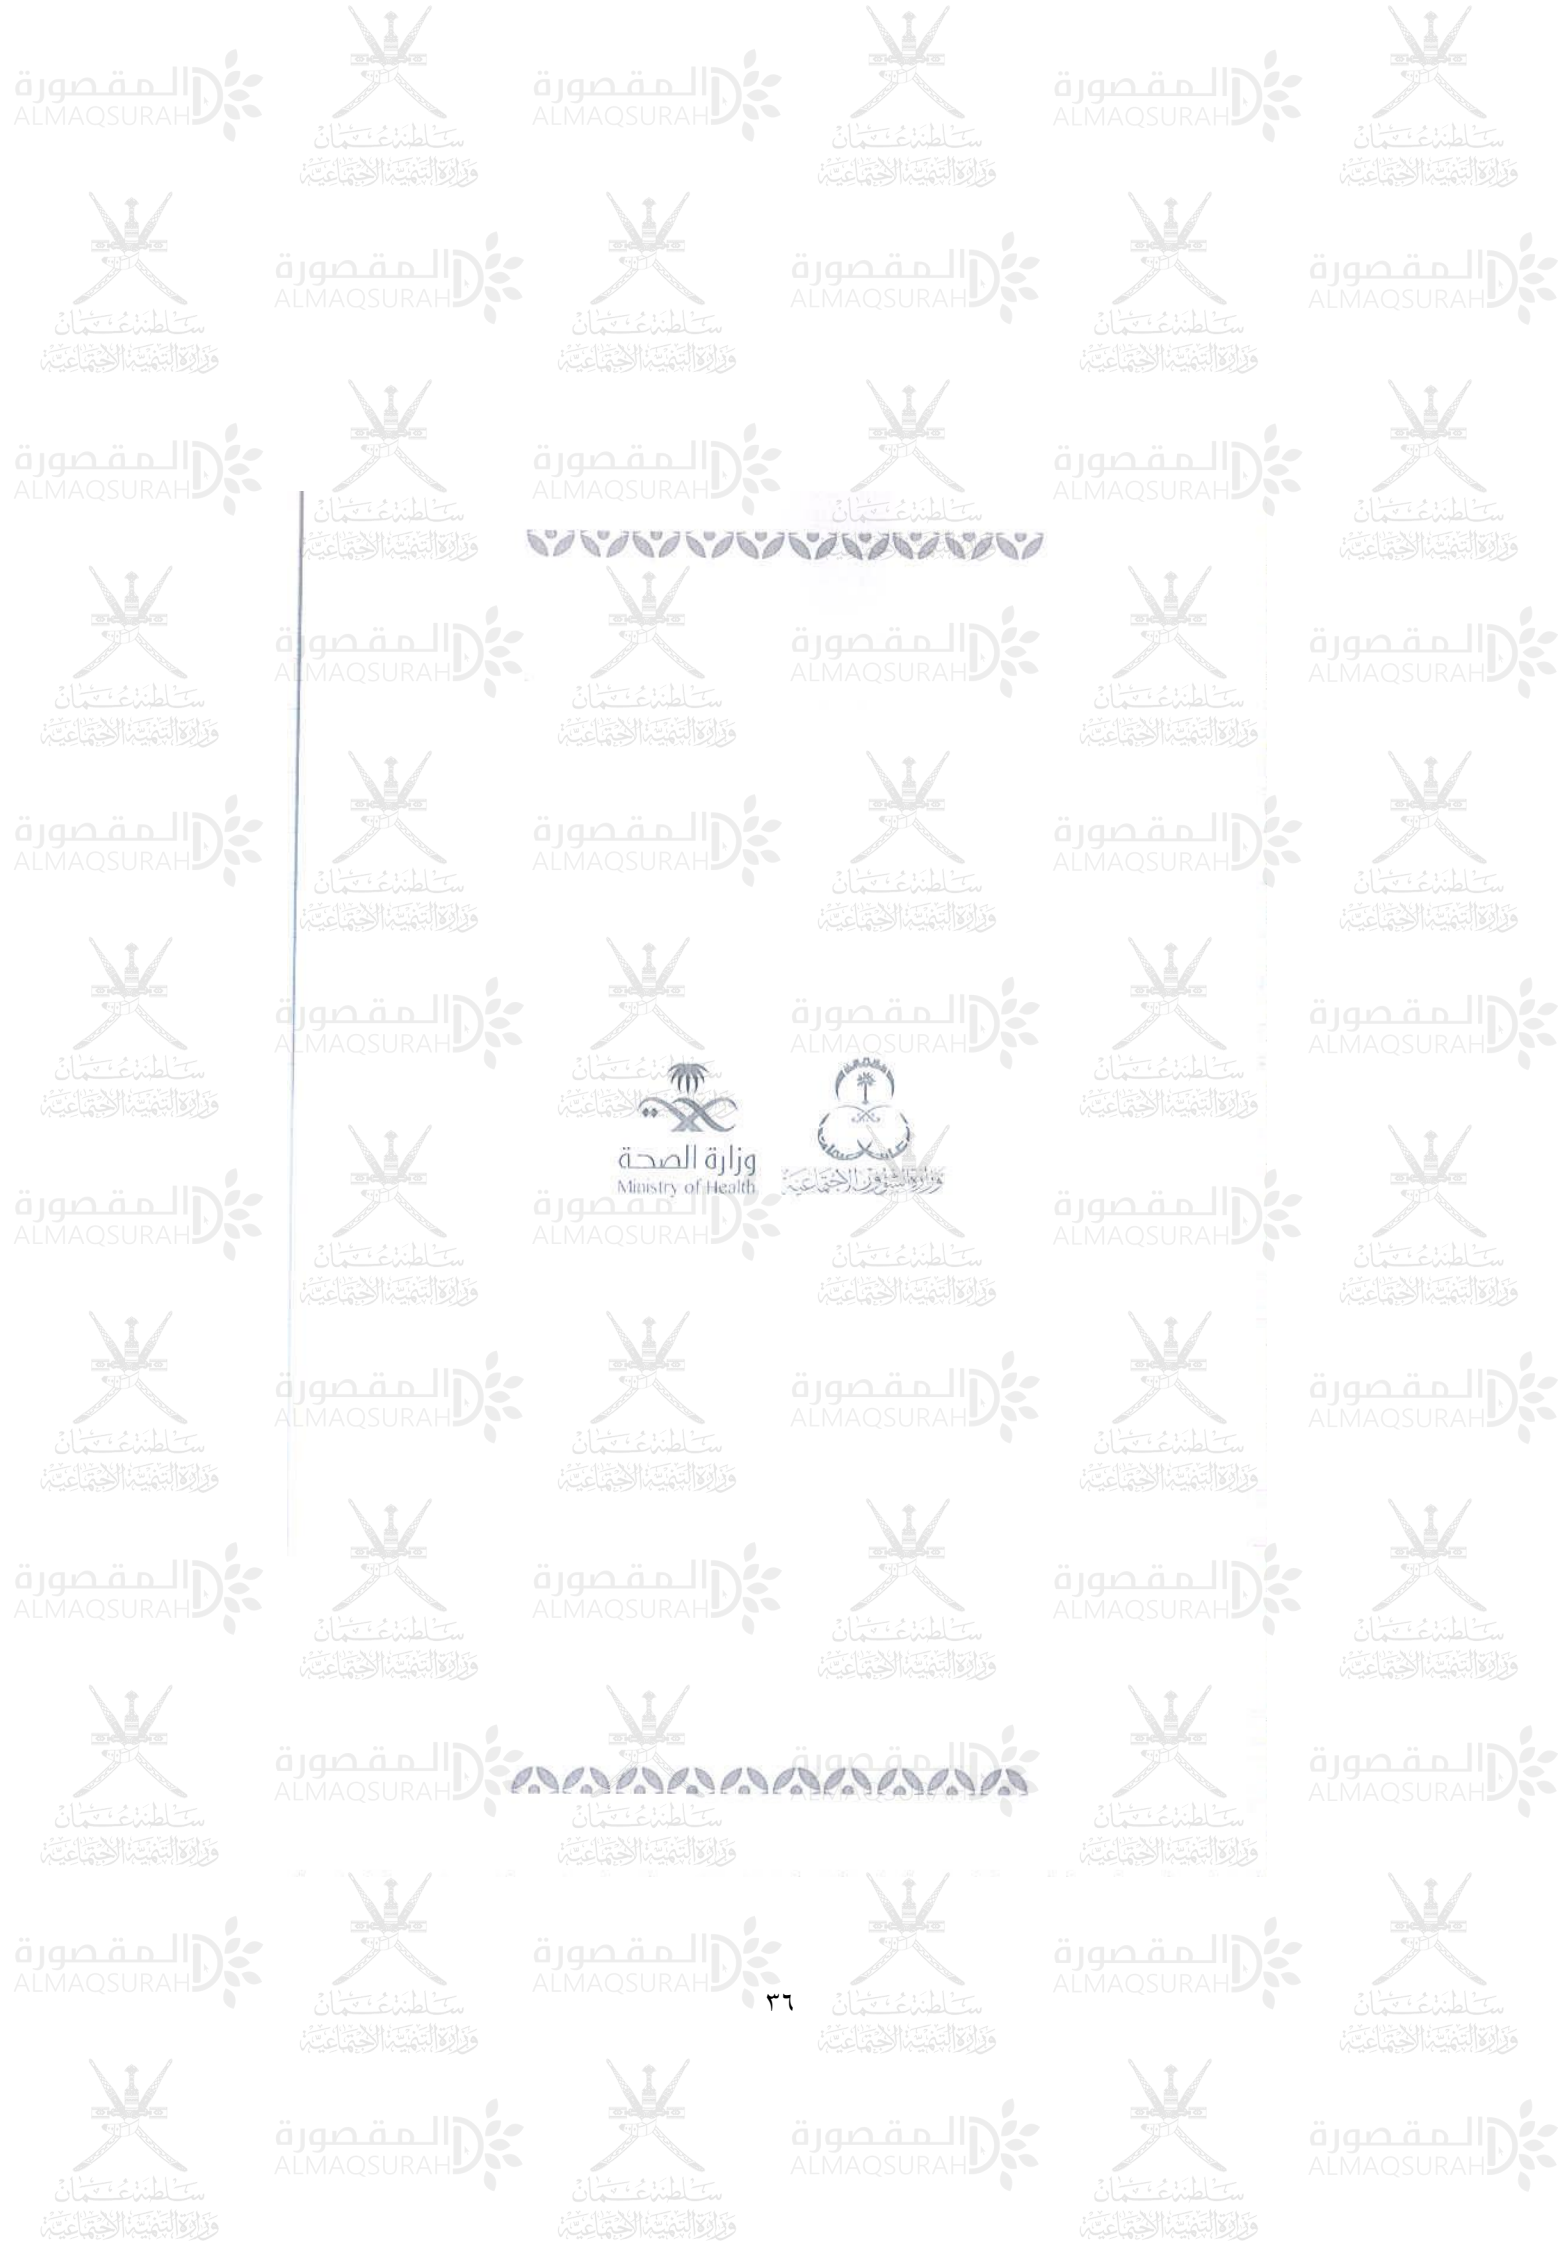 وزارة الشؤون الاجتماعية
وزارة الصحة
Ministry of Health
٣٦
المقصورة
ALMAQSURAH
سلطنة عمان
وزارة التنمية الاجتماعية